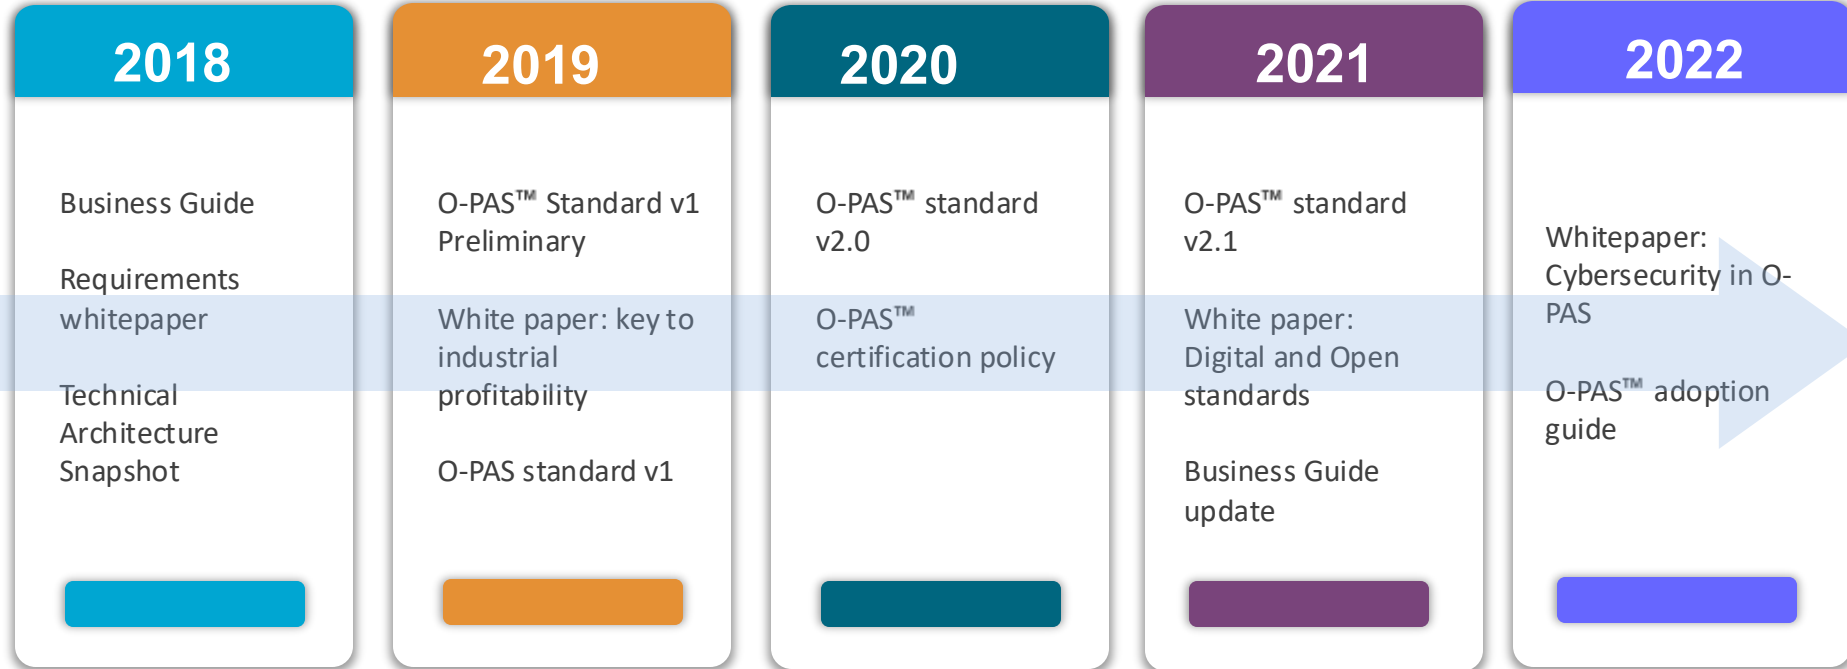 2018
Business Guide
Requirements
whitepaper
Technical
Architecture
Snapshot
2019
O-PAS™ Standard v1
Preliminary
White paper: key to
industrial
profitability
O-PAS standard v1
2020
O-PAS™ standard
v2.0
O-PAS™
certification policy
2021
O-PAS™ standard
v2.1
White paper:
Digital and Open
standards
Business Guide
update
2022
Whitepaper:
Cybersecurity in O-
PAS
O-PAS™ adoption
guide